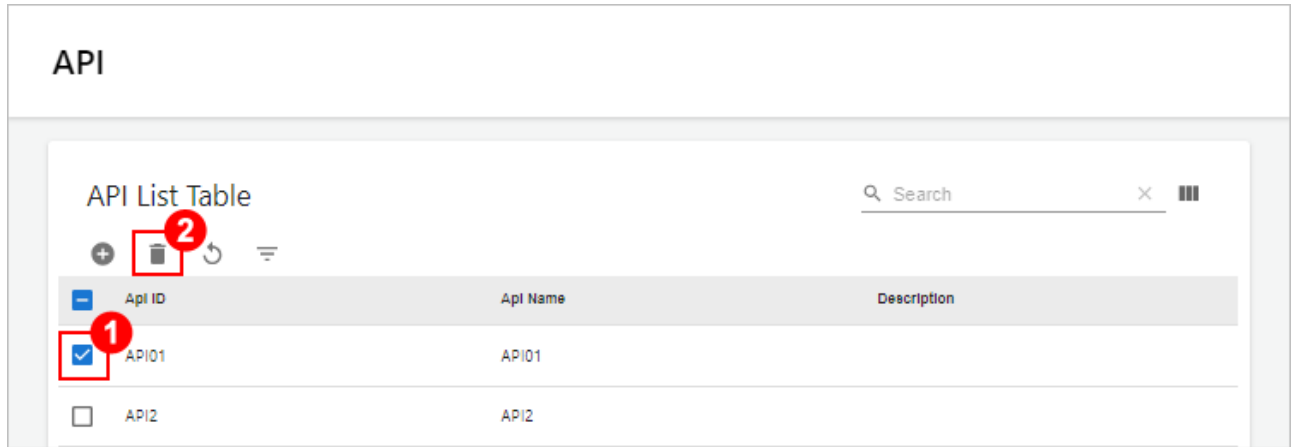 API
API List Table
Search
2
Api ID Api Name Description
1
API01 API01
API2 API2